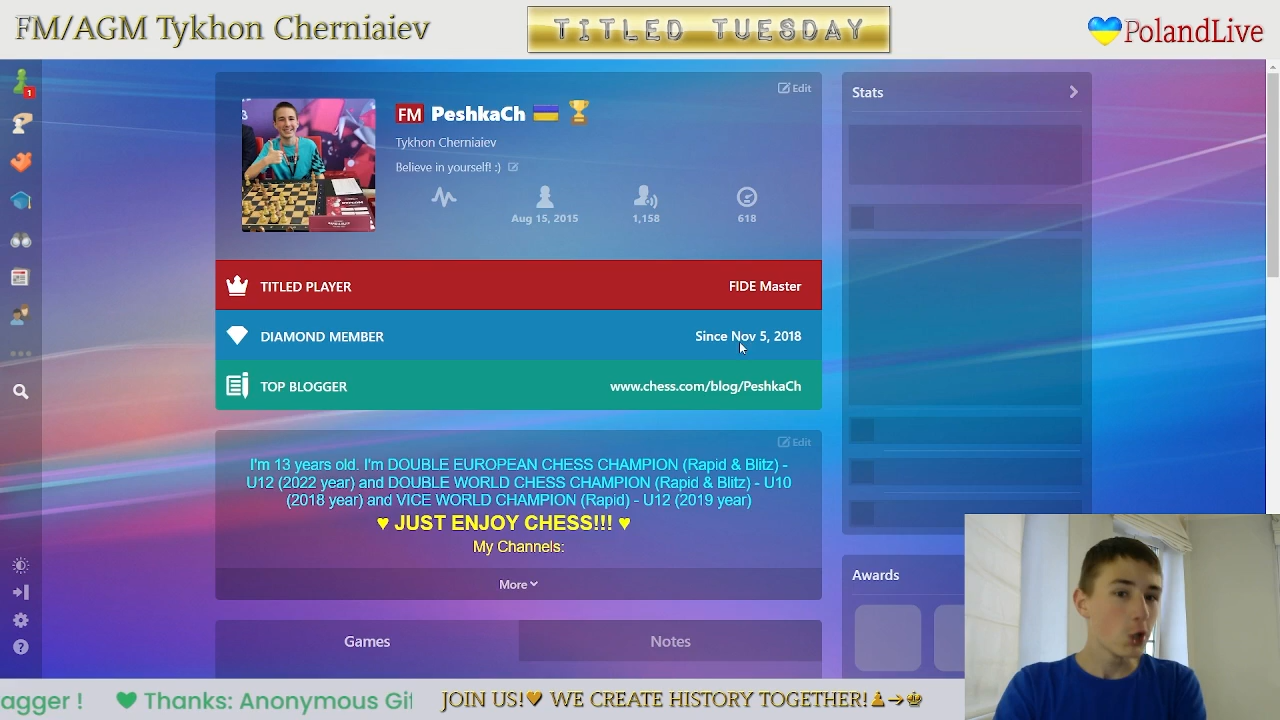 FM/AGM Tykhon Cherniaiev
TITLED TUESDAY
PolandLive
1
Edit
FM PeshkaCh
Tykhon Cherniaiev
Believe in yourself! :)
Aug 15, 2015
1,158
618
TITLED PLAYER
FIDE Master
DIAMOND MEMBER
Since Nov 5, 2018
TOP BLOGGER
www.chess.com/blog/PeshkaCh
Edit
I'm 13 years old. I'm DOUBLE EUROPEAN CHESS CHAMPION (Rapid & Blitz) -
U12 (2022 year) and DOUBLE WORLD CHESS CHAMPION (Rapid & Blitz) - U10
(2018 year) and VICE WORLD CHAMPION (Rapid) - U12 (2019 year)
♥ JUST ENJOY CHESS!!! ♥
My Channels:
More
Games
Notes
Stats
Awards
agger !
Thanks: Anonymous Gif
JOIN US! WE CREATE HISTORY TOGETHER!